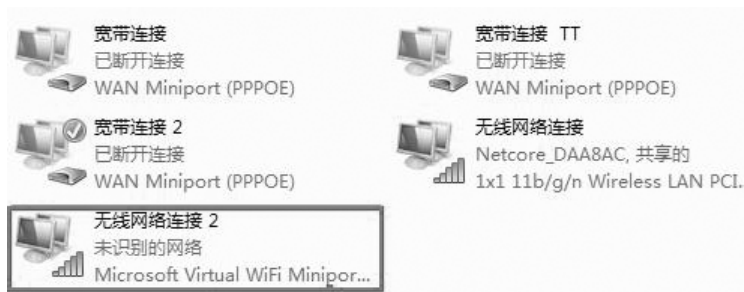 宽带连接
已断开连接
WAN Miniport (PPPOE)
宽带连接 TT
已断开连接
WAN Miniport (PPPOE)
宽带连接 2
已断开连接
WAN Miniport (PPPOE)
无线网络连接
Netcore_DAA8AC, 共享的
1x1 11b/g/n Wireless LAN PCI.
无线网络连接 2
未识别的网络
Microsoft Virtual WiFi Minipor...